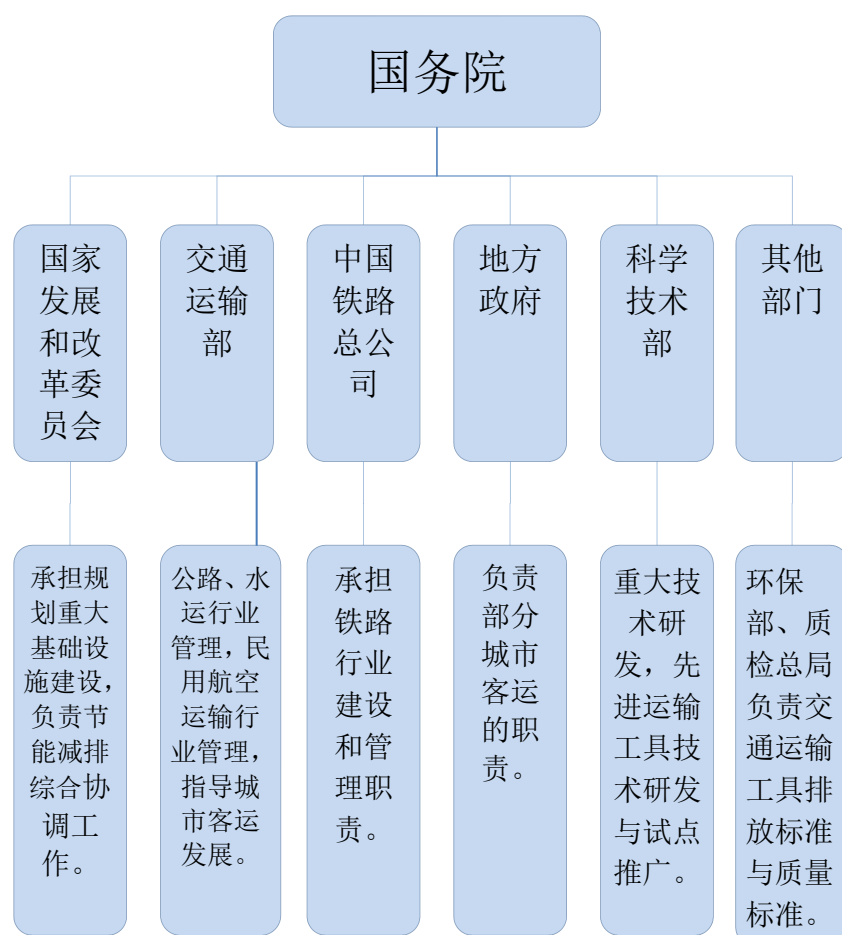 国务院
国家
发展
和改
革委
员会
交通
运输
部
中国
铁路
总公
司
地方
政府
科学
技术
部
其他
部门
承担规
划重大
基础设
施建设，
负责节
能减排
综合协
调工
作。
公路、水
运行业
管理，民
用航空
运输行
业管理，
指导城
市客运
发展。
承担
铁路
行业
建设
和管
理职
责。
负责
部分
城市
客运
的职
责。
重大技
术研
发，先
进运输
工具技
术研发
与试点
推广。
环保
部、质
检总局
负责交
通运输
工具排
放标准
与质量
标准。